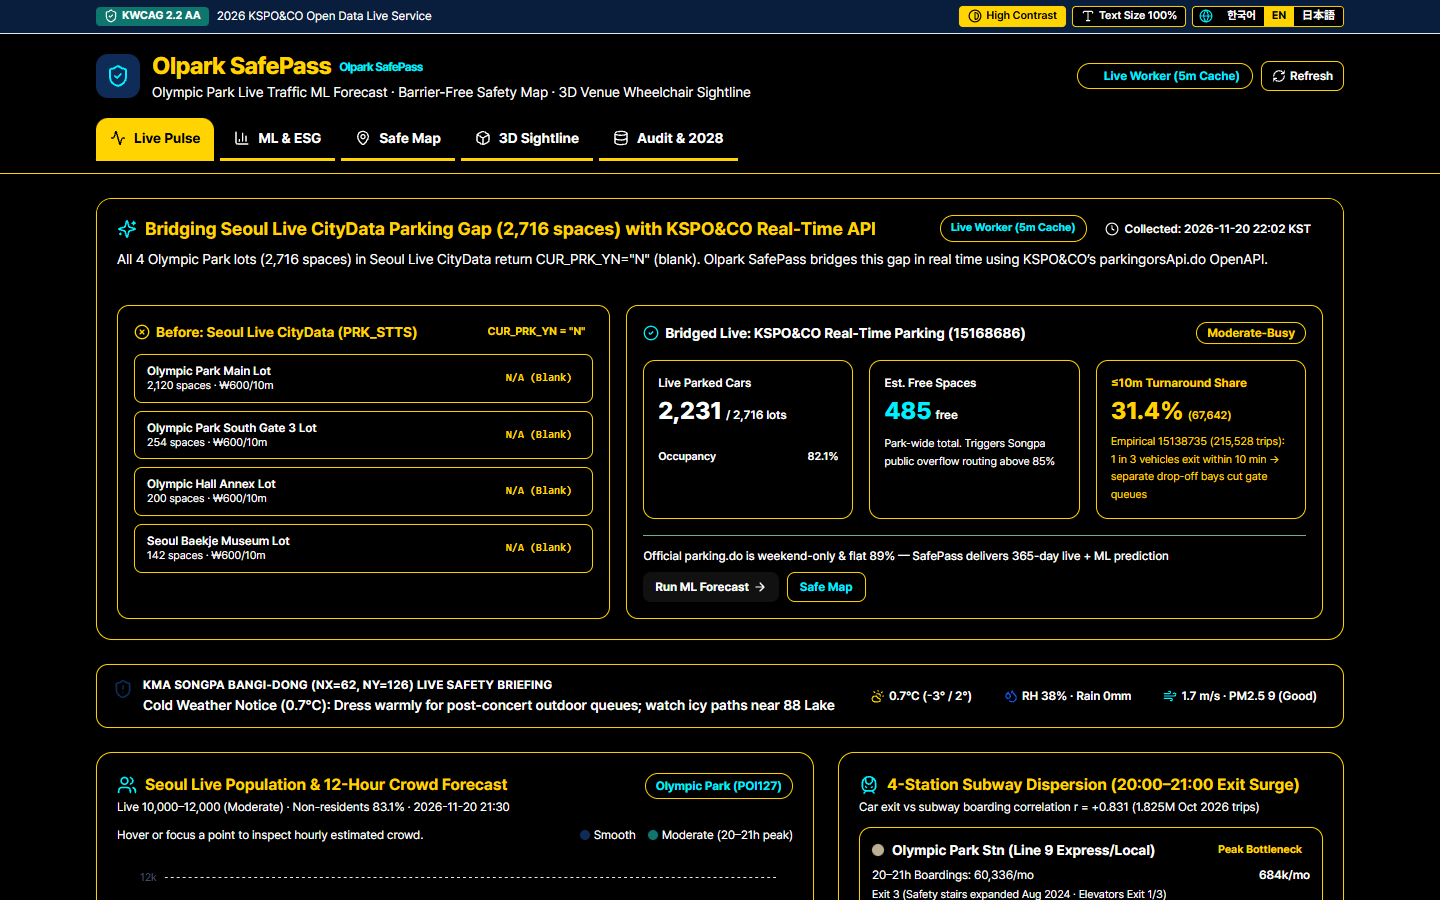 KWCAG 2.2 AA 2026 KSPO&CO Open Data Live Service High Contrast Text Size 100% 한국어 EN 日本語
Olpark SafePass Olpark SafePass
Olympic Park Live Traffic ML Forecast · Barrier-Free Safety Map · 3D Venue Wheelchair Sightline
Live Worker (5m Cache) Refresh
Live Pulse ML & ESG Safe Map 3D Sightline Audit & 2028
Bridging Seoul Live CityData Parking Gap (2,716 spaces) with KSPO&CO Real-Time API
Live Worker (5m Cache) Collected: 2026-11-20 22:02 KST
All 4 Olympic Park lots (2,716 spaces) in Seoul Live CityData return CUR_PRK_YN="N" (blank). Olpark SafePass bridges this gap in real time using KSPO&CO's parkingorsApi.do OpenAPI.
Before: Seoul Live CityData (PRK_STTS) CUR_PRK_YN = "N"
Olympic Park Main Lot
2,120 spaces · ₩600/10m
N/A (Blank)
Olympic Park South Gate 3 Lot
254 spaces · ₩600/10m
N/A (Blank)
Olympic Hall Annex Lot
200 spaces · ₩600/10m
N/A (Blank)
Seoul Baekje Museum Lot
142 spaces · ₩600/10m
N/A (Blank)
Bridged Live: KSPO&CO Real-Time Parking (15168686) Moderate-Busy
Live Parked Cars
2,231 / 2,716 lots
Occupancy 82.1%
Est. Free Spaces
485 free
Park-wide total. Triggers Songpa
public overflow routing above 85%
≤10m Turnaround Share
31.4% (67,642)
Empirical 15138735 (215,528 trips):
1 in 3 vehicles exit within 10 min →
separate drop-off bays cut gate
queues
Official parking.do is weekend-only & flat 89% — SafePass delivers 365-day live + ML prediction
Run ML Forecast → Safe Map
KMA SONGPA BANGI-DONG (NX=62, NY=126) LIVE SAFETY BRIEFING
Cold Weather Notice (0.7°C): Dress warmly for post-concert outdoor queues; watch icy paths near 88 Lake
0.7°C (-3° / 2°) RH 38% · Rain 0mm 1.7 m/s · PM2.5 9 (Good)
Seoul Live Population & 12-Hour Crowd Forecast Olympic Park (POI127)
Live 10,000–12,000 (Moderate) · Non-residents 83.1% · 2026-11-20 21:30
Hover or focus a point to inspect hourly estimated crowd. Smooth Moderate (20–21h peak)
12k
4-Station Subway Dispersion (20:00–21:00 Exit Surge)
Car exit vs subway boarding correlation r = +0.831 (1.825M Oct 2026 trips)
Olympic Park Stn (Line 9 Express/Local) Peak Bottleneck
20–21h Boardings: 60,336/mo 684k/mo
Exit 3 (Safety stairs expanded Aug 2024 · Elevators Exit 1/3)